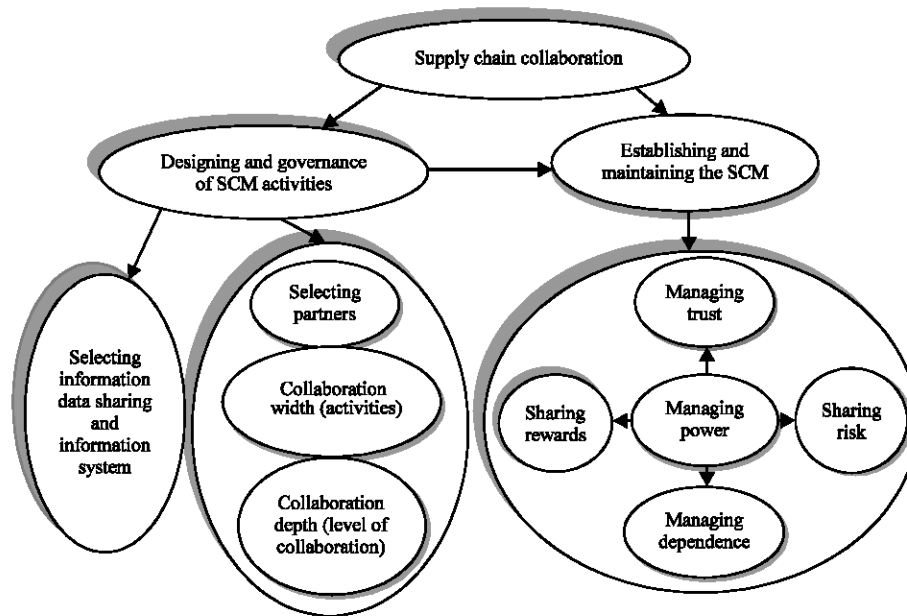 Supply chain collaboration
Designing and governance
of SCM activities
Establishing and
maintaining the SCM
Selecting
information
data sharing
and
information
system
Selecting
partners
Collaboration
width (activities)
Collaboration
depth (level of
collaboration)
Managing
trust
Sharing
rewards
Managing
power
Sharing
risk
Managing
dependence